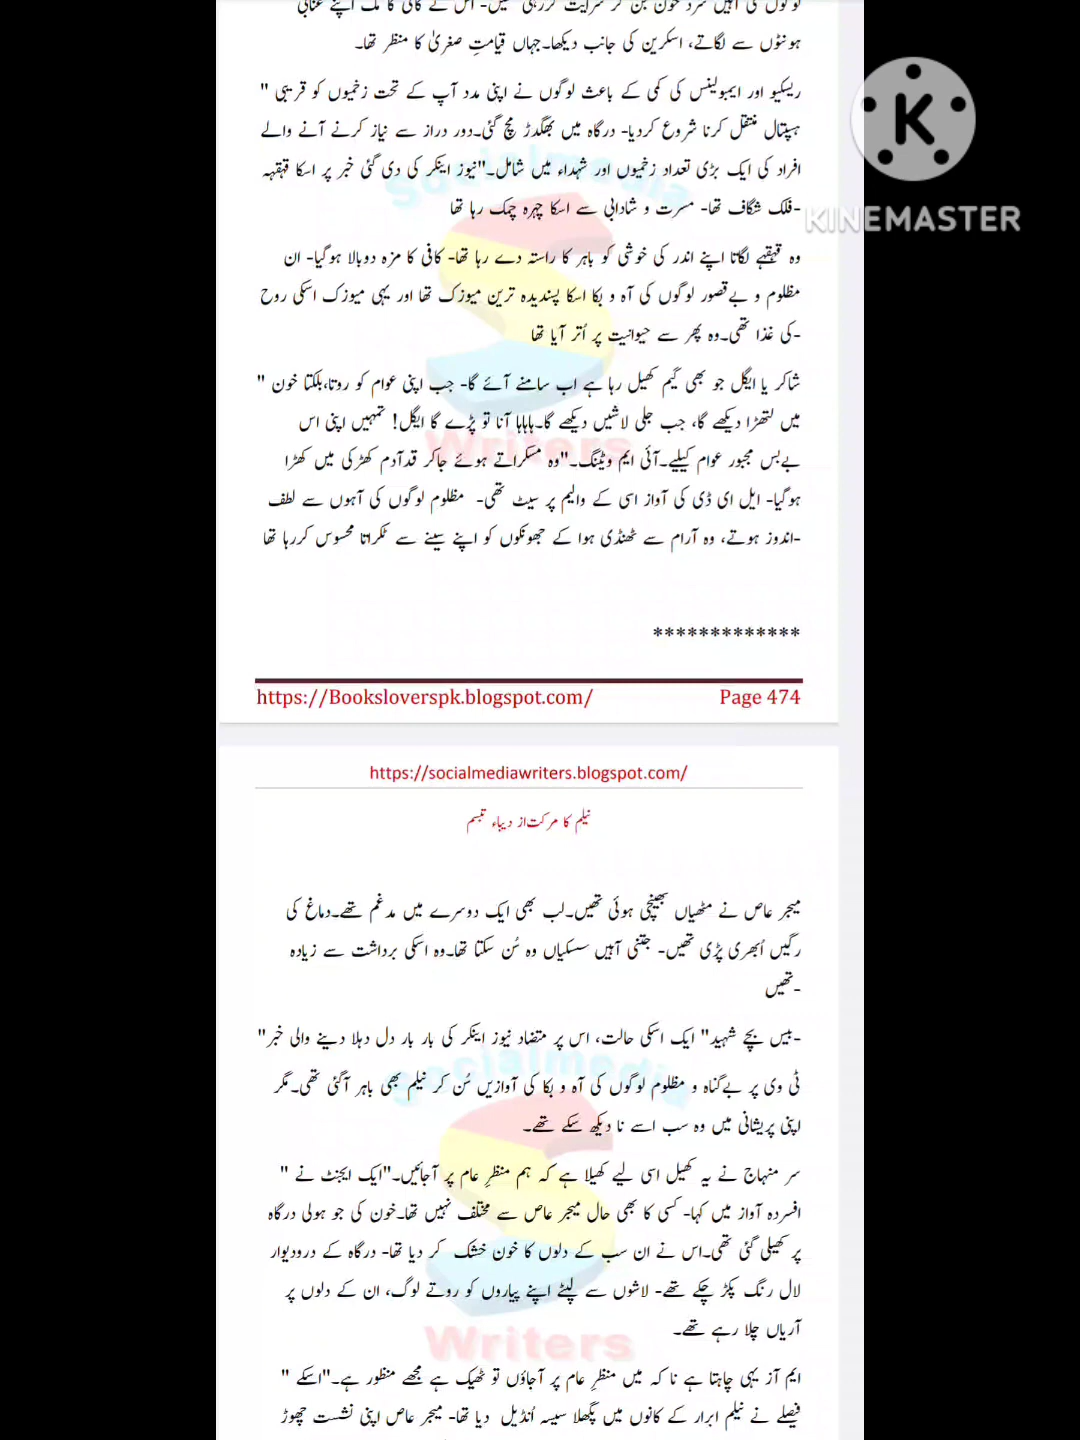 ہونٹوں سے لگاتے، اسکرین کی جانب دیکھا۔جہاں قیامتِ صغریٰ کا منظر تھا۔
ریسکیو اور ایمبولینس کی کمی کے باعث لوگوں نے اپنی مدد آپ کے تحت زخمیوں کو قریبی "
ہسپتال منتقل کرنا شروع کردیا- درگاہ میں بھگدڑ مچ گئی۔دور دراز سے نیاز کرنے آنے والے
افراد کی ایک بڑی تعداد زخمیوں اور شہداء میں شامل۔"نیوز اینکر کی دی گئی خبر پر اسکا قہقہہ
-فلک شگاف تھا- مسرت و شادابی سے اسکا چہرہ چمک رہا تھا
KINEMASTER
وہ قہقہے لگاتا اپنے اندر کی خوشی کو باہر کا راستہ دے رہا تھا- کافی کا مزہ دوبالا ہوگیا- ان
مظلوم و بےقصور لوگوں کی آہ و بکا اسکا پسندیدہ ترین میوزک تھا اور یہی میوزک اسکی روح
-کی غذا تھی۔وہ پھر سے حیوانیت پر اُتر آیا تھا
شاکر یا ایگل جو بھی گیم کھیل رہا ہے اب سامنے آئے گا- جب اپنی عوام کو روتا،بلکتا خون "
میں لتھڑا دیکھے گا، جب جلی لاشیں دیکھے گا۔ہاہاہا آنا تو پڑے گا ایگل! تمہیں اپنی اس
بےبس مجبور عوام کیلیے۔آئی ایم ویٹنگ۔"وہ مسکراتے ہوئے جاکر قدآدم کھڑکی میں کھڑا
ہوگیا- ایل ای ڈی کی آواز اسی کے والیم پر سیٹ تھی- مظلوم لوگوں کی آہوں سے لطف
-اندوز ہوتے، وہ آرام سے ٹھنڈی ہوا کے جھونکوں کو اپنے سینے سے ٹکراتا محسوس کررہا تھا
*************
https://Booksloverspk.blogspot.com/ Page 474
https://socialmediawriters.blogspot.com/
نیلم کا مرکت از دیباء تبسم
میجر عاص نے مٹھیاں بھینچی ہوئی تھیں۔لب بھی ایک دوسرے میں مدغم تھے۔دماغ کی
رگیں اُبھری پڑی تھیں- جتنی آہیں سسکیاں وہ سُن سکتا تھا۔وہ اسکی برداشت سے زیادہ
-تھیں
-بیس بچے شہید" ایک اسکی حالت، اس پر متضاد نیوز اینکر کی بار بار دل دہلا دینے والی خبر"
ٹی وی پر بےگناہ و مظلوم لوگوں کی آہ و بکا کی آوازیں سُن کر نیلم بھی باہر آگئی تھی۔مگر
اپنی پریشانی میں وہ سب اسے نا دیکھ سکے تھے۔
سر منہاج نے یہ کھیل اسی لیے کھیلا ہے کہ ہم منظرِ عام پر آجائیں۔"ایک ایجنٹ نے "
افسردہ آواز میں کہا- کسی کا بھی حال میجر عاص سے مختلف نہیں تھا۔خون کی جو ہولی درگاہ
پر کھیلی گئی تھی۔اس نے ان سب کے دلوں کا خون خشک کر دیا تھا- درگاہ کے درودیوار
لال رنگ پکڑ چکے تھے- لاشوں سے لپٹے اپنے پیاروں کو روتے لوگ، ان کے دلوں پر
آریاں چلا رہے تھے۔
ایم آز یہی چاہتا ہے نا کہ میں منظرِ عام پر آجاؤں تو ٹھیک ہے مجھے منظور ہے۔"اسکے "
فیصلے نے نیلم ابرار کے کانوں میں پگھلا سیسہ اُنڈیل دیا تھا- میجر عاص اپنی نشست چھوڑ
Socialmedia
Writers
Socialmedia
Writers